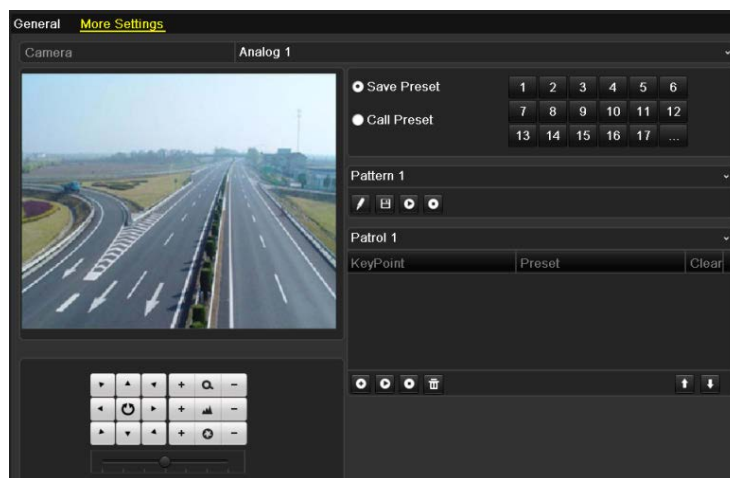 General More Settings
Camera Analog 1
Save Preset
Call Preset
1 2 3 4 5 6
7 8 9 10 11 12
13 14 15 16 17 ...
Pattern 1
Patrol 1
KeyPoint Preset Clear